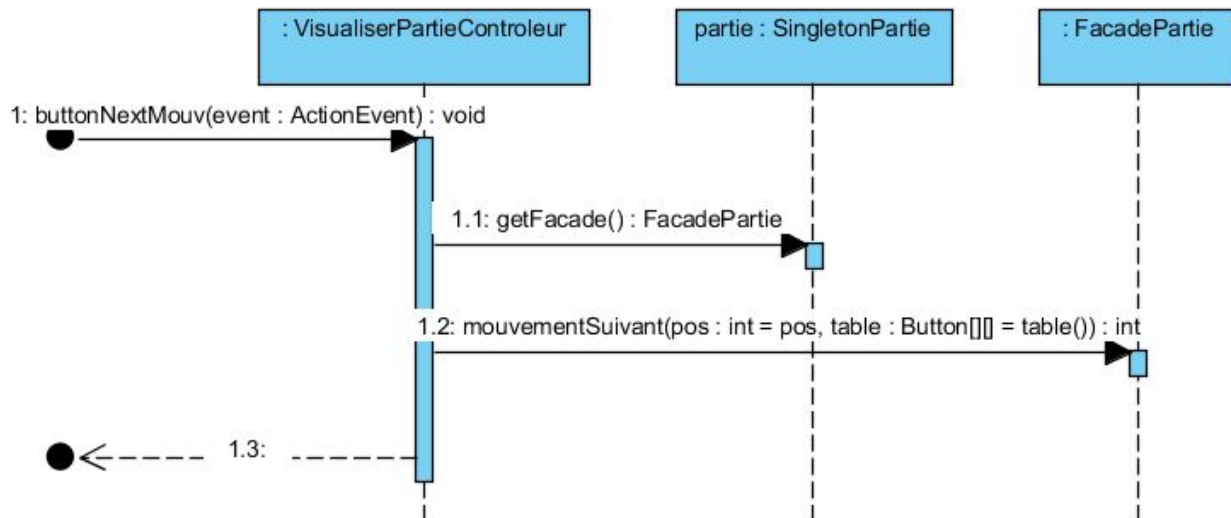 : VisualiserPartieControleur
partie : SingletonPartie
: FacadePartie
1: buttonNextMouv(event : ActionEvent) : void
1.1: getFacade() : FacadePartie
1.2: mouvementSuivant(pos : int = pos, table : Button[][] = table()) : int
1.3: